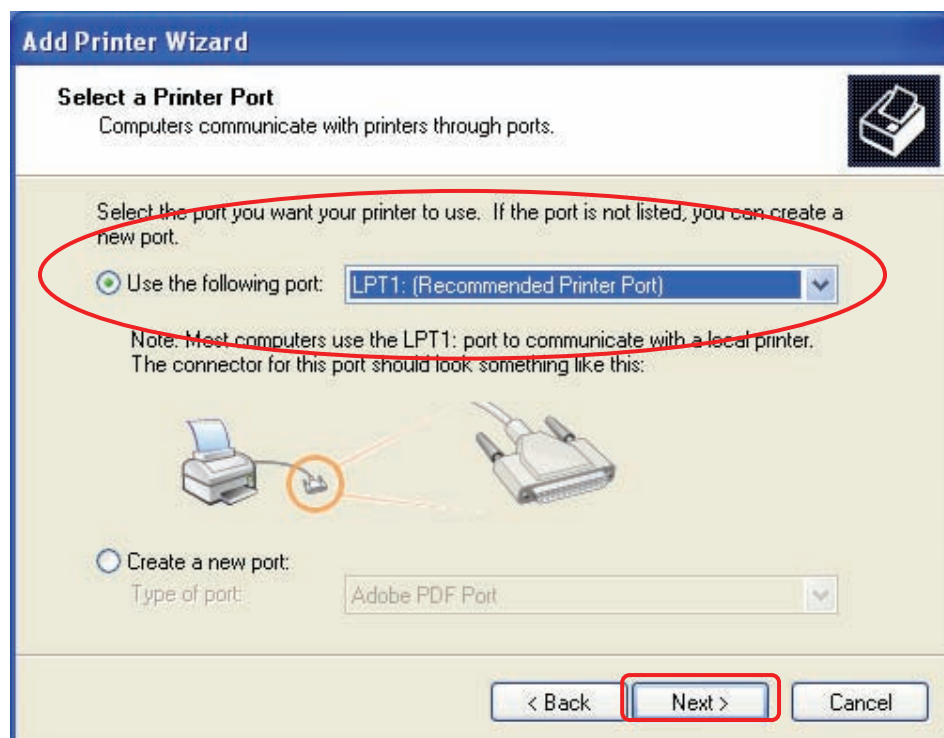 Add Printer Wizard
Select a Printer Port
Computers communicate with printers through ports.
Select the port you want your printer to use. If the port is not listed, you can create a
new port.
Use the following port: LPT1: (Recommended Printer Port)
Note: Most computers use the LPT1: port to communicate with a local printer.
The connector for this port should look something like this:
Create a new port:
Type of port: Adobe PDF Port
< Back Next > Cancel